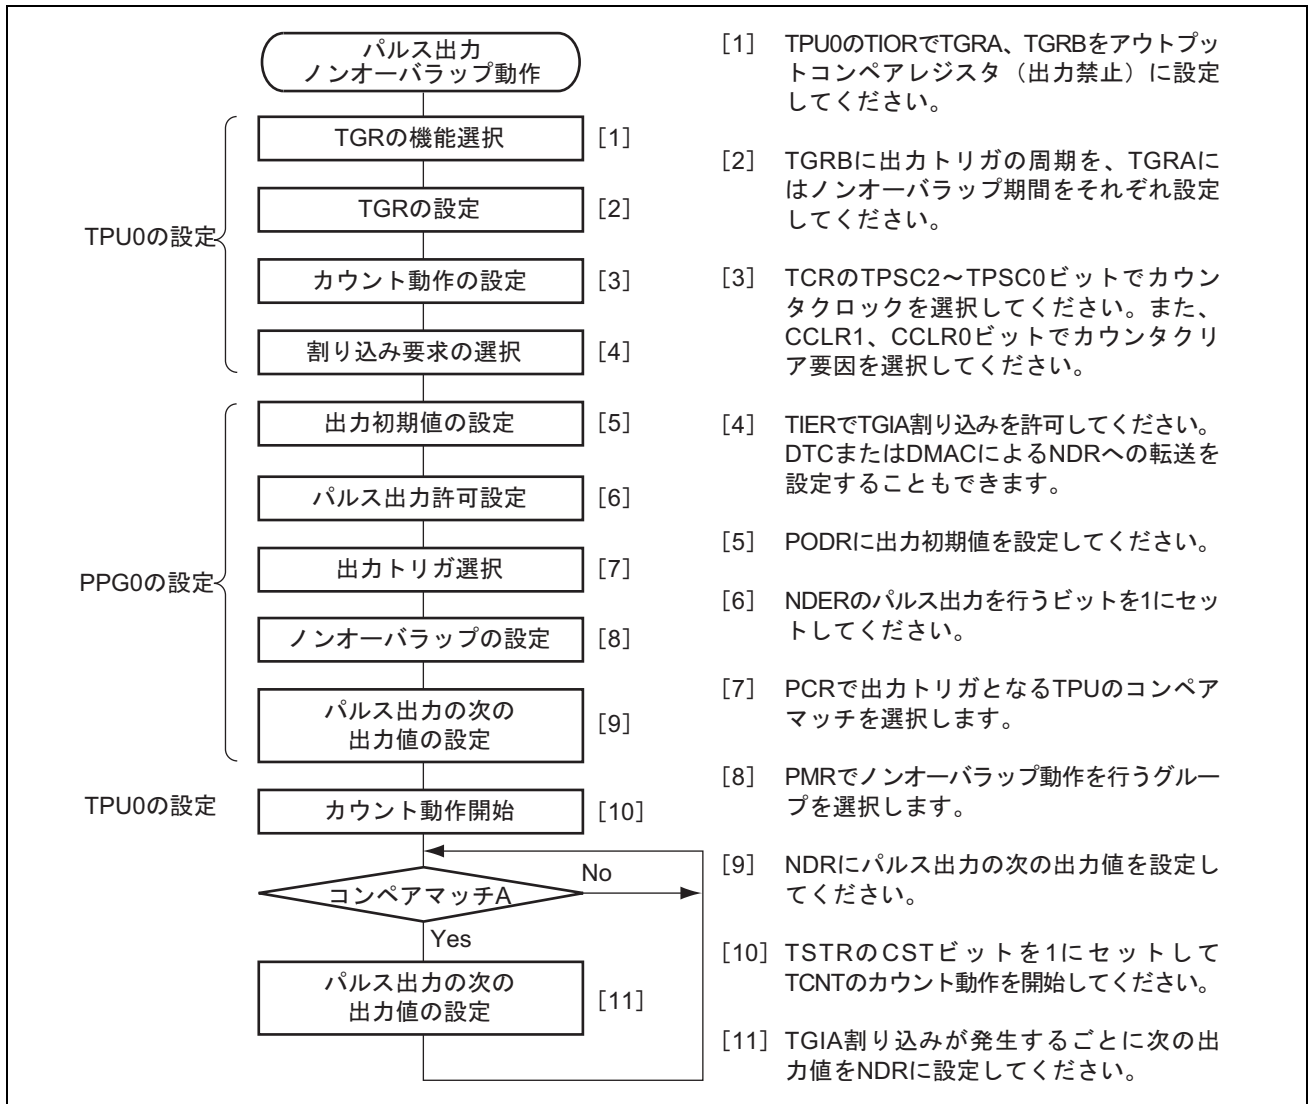 パルス出力
ノンオーバラップ動作
TPU0の設定
TGRの機能選択 [1]
TGRの設定 [2]
カウント動作の設定 [3]
割り込み要求の選択 [4]
PPG0の設定
出力初期値の設定 [5]
パルス出力許可設定 [6]
出力トリガ選択 [7]
ノンオーバラップの設定 [8]
パルス出力の次の
出力値の設定 [9]
TPU0の設定
カウント動作開始 [10]
コンペアマッチA
No
Yes
パルス出力の次の
出力値の設定 [11]
[1] TPU0のTIORでTGRA、TGRBをアウトプッ
トコンペアレジスタ（出力禁止）に設定
してください。
[2] TGRBに出力トリガの周期を、TGRAに
はノンオーバラップ期間をそれぞれ設定
してください。
[3] TCRのTPSC2～TPSC0ビットでカウン
タクロックを選択してください。また、
CCLR1、CCLR0ビットでカウンタクリ
ア要因を選択してください。
[4] TIERでTGIA割り込みを許可してください。
DTCまたはDMACによるNDRへの転送を
設定することもできます。
[5] PODRに出力初期値を設定してください。
[6] NDERのパルス出力を行うビットを1にセッ
トしてください。
[7] PCRで出力トリガとなるTPUのコンペア
マッチを選択します。
[8] PMRでノンオーバラップ動作を行うグルー
プを選択します。
[9] NDRにパルス出力の次の出力値を設定し
てください。
[10] TSTRのCSTビットを1にセットして
TCNTのカウント動作を開始してください。
[11] TGIA割り込みが発生するごとに次の出
力値をNDRに設定してください。